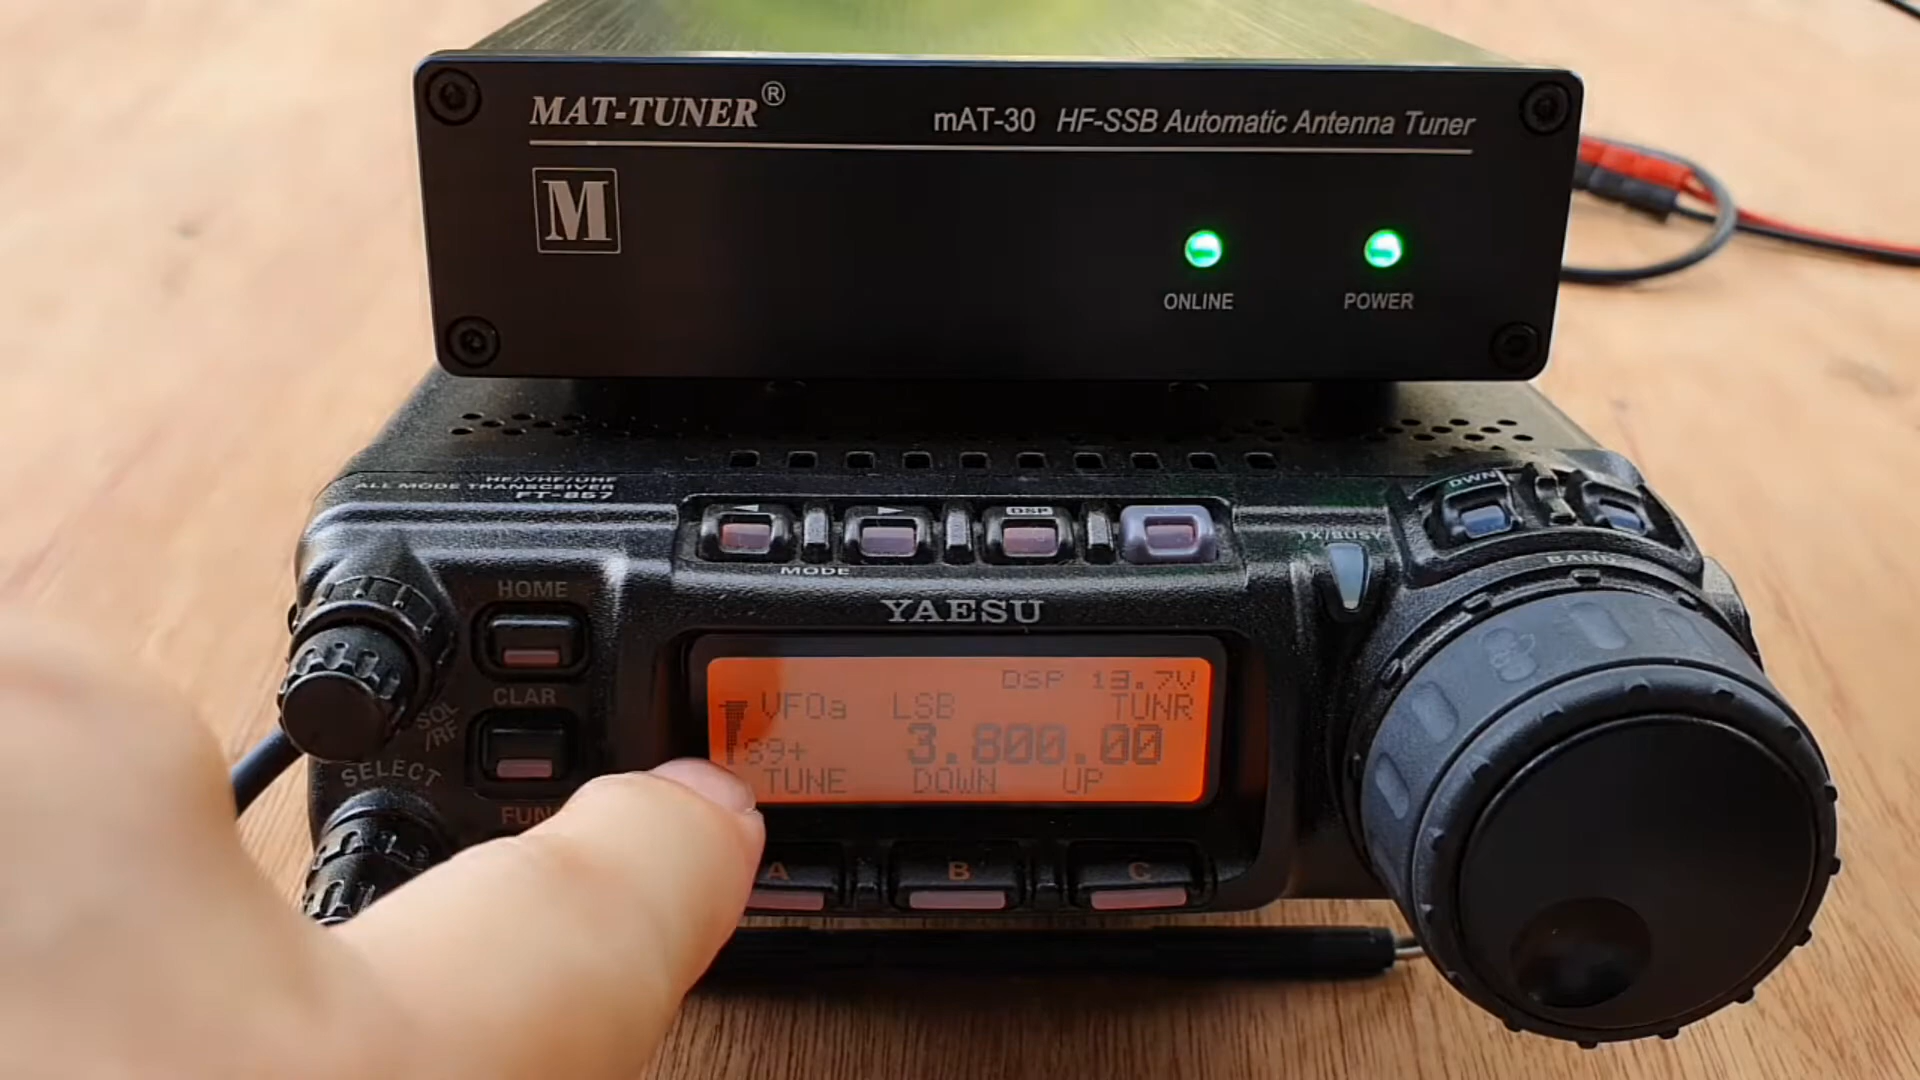 MAT-TUNER®
mAT-30 HF-SSB Automatic Antenna Tuner
M
ONLINE
POWER
HF/VHF/UHF
ALL MODE TRANSCEIVER
FT-857
DSP
DWN
MODE
TX/BUSY
BAND
HOME
YAESU
CLAR
SQL
/RF
SELECT
DSP 13.7V
VFOa LSB TUNR
S9+ 3.800.00
TUNE DOWN UP
A B C